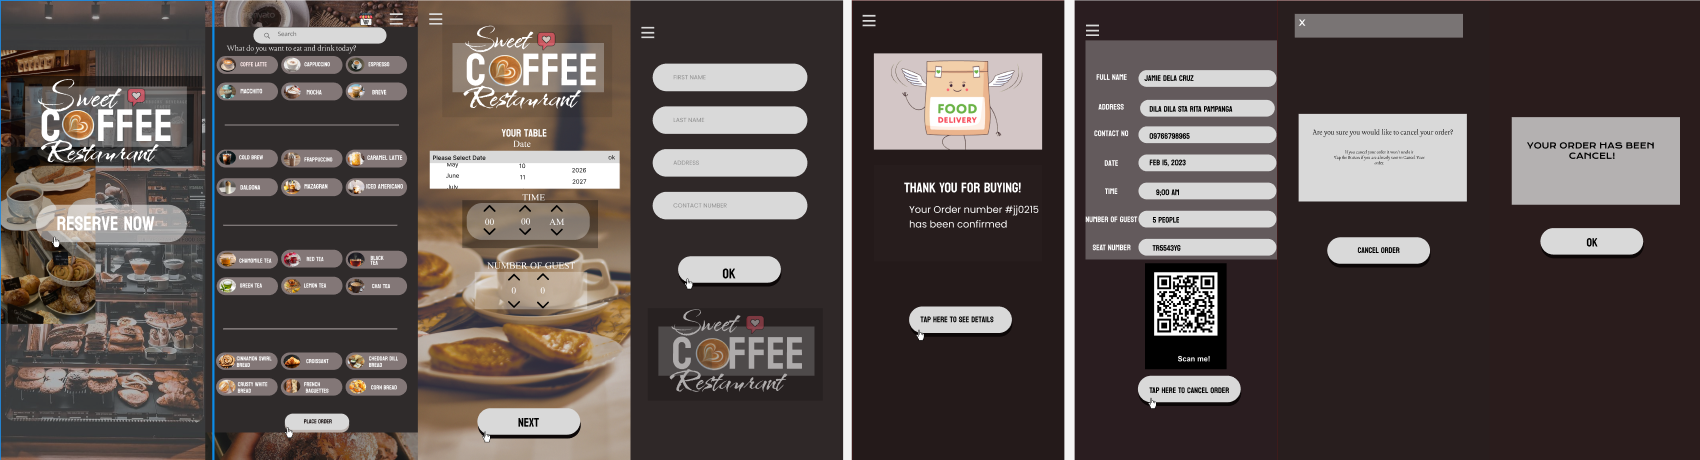 Sweet
COFFEE
Restaurant
RESERVE NOW
Search
What do you want to eat and drink today?
COFFE LATTE
CAPPUCCINO
ESPRESSO
MACCHITO
MOCHA
BREVE
COLD BREW
FRAPPUCCINO
CARAMEL LATTE
DALGONA
MAZAGRAN
ICED AMERICANO
CHAMOMILE TEA
RED TEA
BLACK
TEA
GREEN TEA
LEMON TEA
CHAI TEA
CINNAMON SWIRL
BREAD
CROISSANT
CHEDDAR DILL
BREAD
CRUSTY WHITE
BREAD
FRENCH
BAGUETTES
CORN BREAD
PLACE ORDER
Sweet
COFFEE
Restaurant
YOUR TABLE
Date
Please Select Date ok
May 10 2026
June 11 2027
July
TIME
00 00 AM
NUMBER OF GUEST
0 0
NEXT
FIRST NAME
LAST NAME
ADDRESS
CONTACT NUMBER
OK
Sweet
COFFEE
Restaurant
FOOD
DELIVERY
THANK YOU FOR BUYING!
Your Order number #jj0215
has been confirmed
TAP HERE TO SEE DETAILS
FULL NAME JAMIE DELA CRUZ
ADDRESS DILA DILA STA RITA PAMPANGA
CONTACT NO 09766798965
DATE FEB 15, 2023
TIME 9:00 AM
NUMBER OF GUEST 5 PEOPLE
SEAT NUMBER TR5543YG
Scan me!
TAP HERE TO CANCEL ORDER
X
Are you sure you would like to cancel your order?
CANCEL ORDER
YOUR ORDER HAS BEEN
CANCEL!
OK